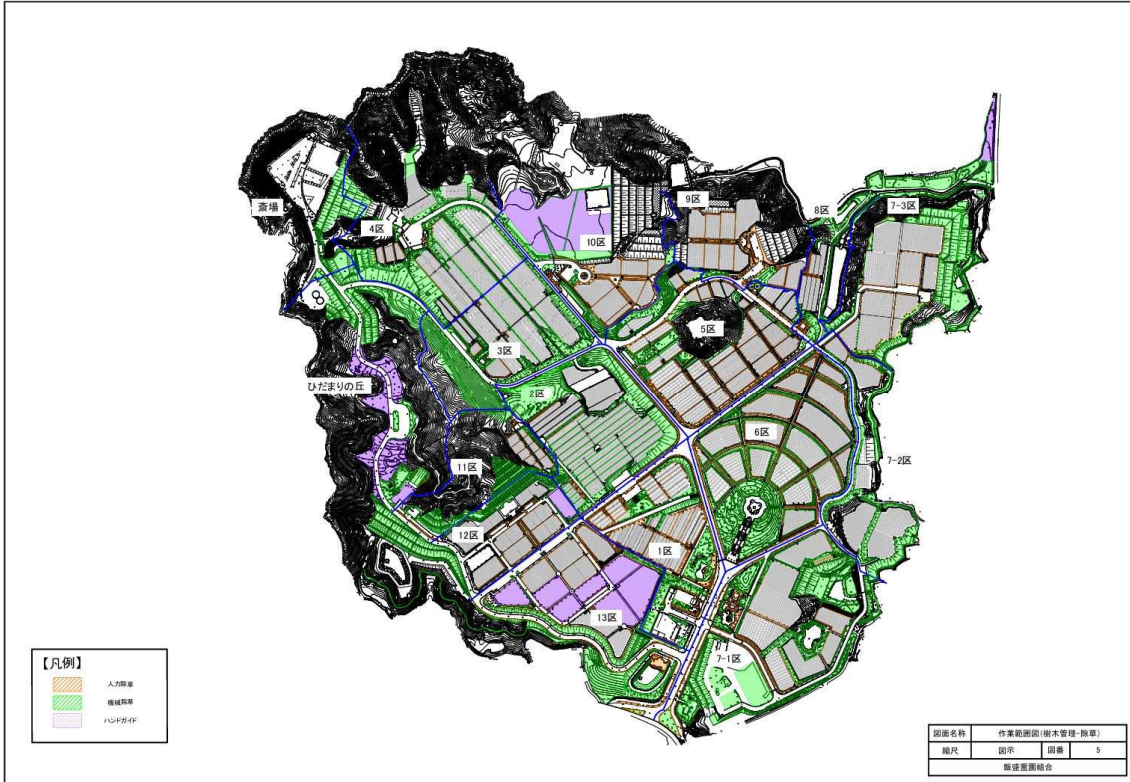 斎場
4区
10区
9区
8区
7-3区
5区
3区
ひだまりの丘
2区
6区
7-2区
11区
12区
1区
13区
7-1区
【凡例】
人力除草
機械除草
ハンドガイド
図面名称 作業範囲図(樹木管理-除草)
縮尺 図示 図番 5
飯盛霊園組合